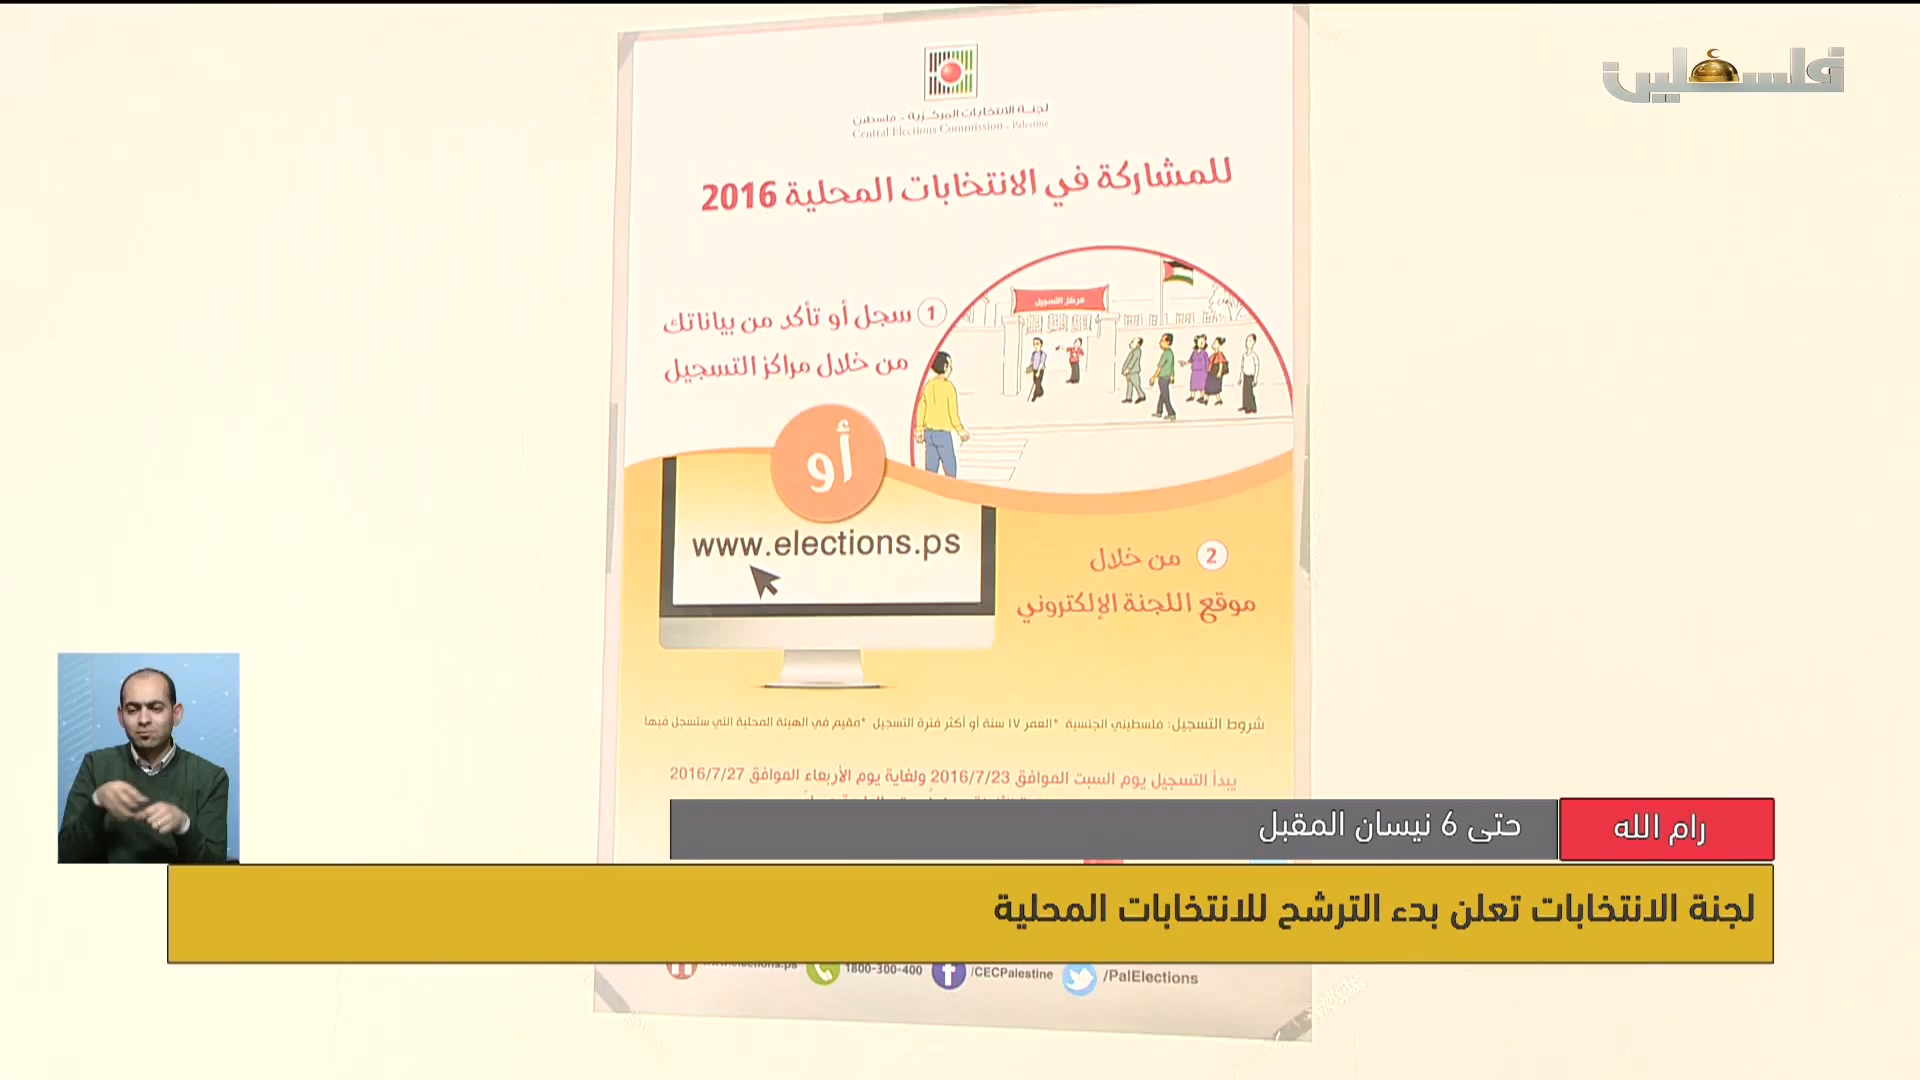 فلسطين
لجنة الانتخابات المركزية - فلسطين
Central Elections Commission - Palestine
للمشاركة في الانتخابات المحلية 2016
1 سجل أو تأكد من بياناتك
من خلال مراكز التسجيل
مركز التسجيل
أو
www.elections.ps
2 من خلال
موقع اللجنة الإلكتروني
شروط التسجيل: فلسطيني الجنسية *العمر ١٧ سنة أو أكثر فترة التسجيل *مقيم في الهيئة المحلية التي ستسجل فيها
يبدأ التسجيل يوم السبت الموافق 2016/7/23 ولغاية يوم الأربعاء الموافق 2016/7/27
رام الله
حتى 6 نيسان المقبل
لجنة الانتخابات تعلن بدء الترشح للانتخابات المحلية
www.elections.ps 1800-300-400 /CECPalestine /PalElections